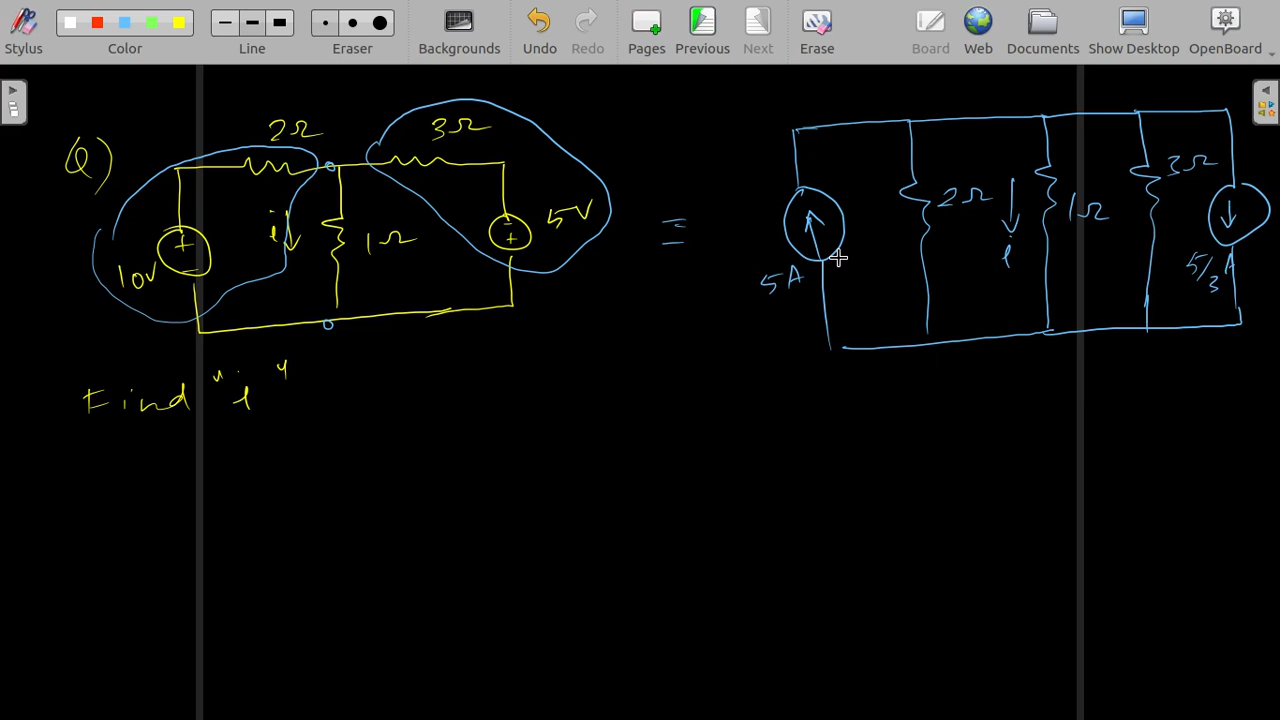 Stylus Color Line Eraser Backgrounds Undo Redo Pages Previous Next Erase Board Web Documents Show Desktop OpenBoard
Q)
2Ω 3Ω
10V + − i 1Ω − + 5V
=
5A 2Ω i 1Ω 3Ω 5/3 A
Find "i"